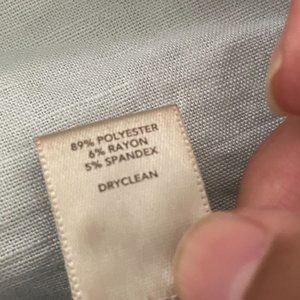 89% POLYESTER
6% RAYON
5% SPANDEX
DRYCLEAN